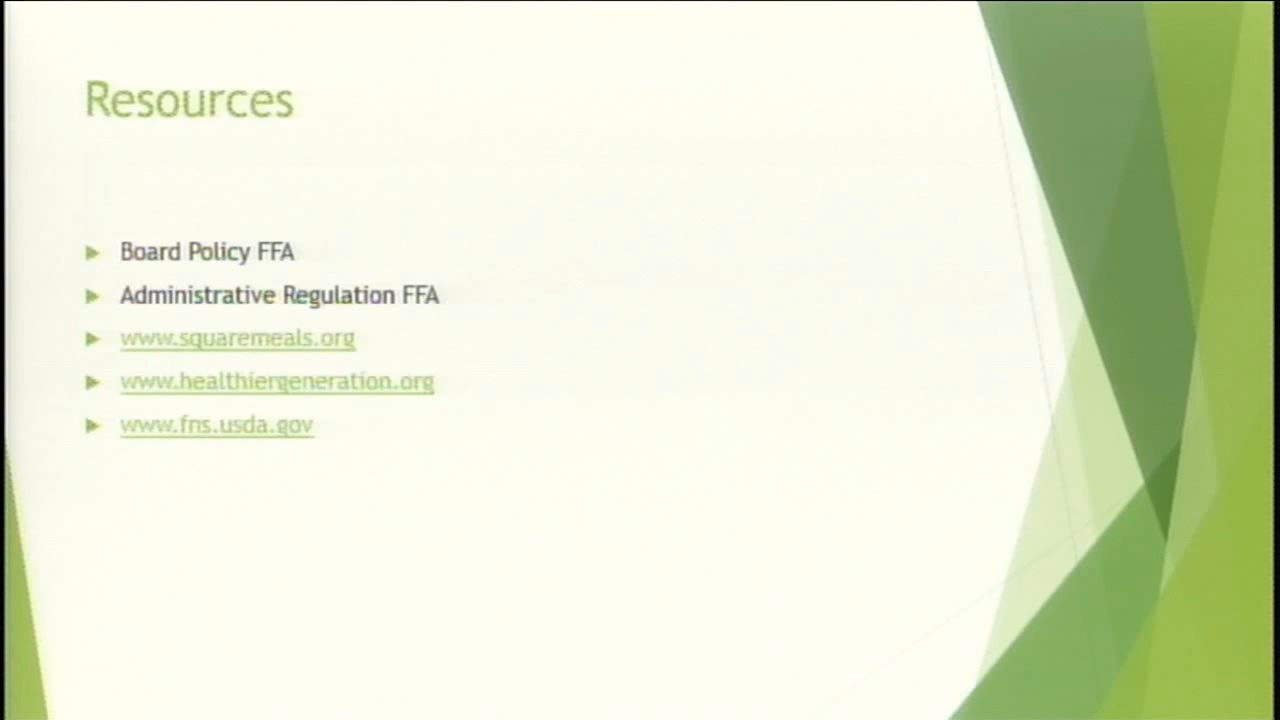 Resources
Board Policy FFA
Administrative Regulation FFA
www.squaremeals.org
www.healthiergeneration.org
www.fns.usda.gov